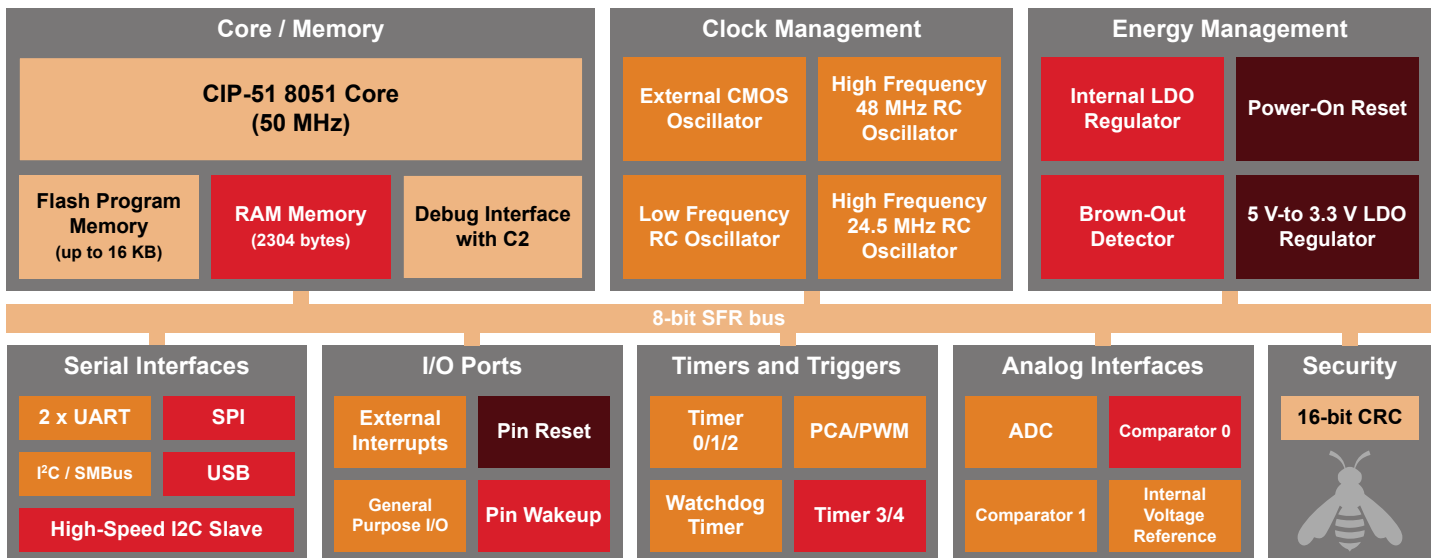 Core / Memory
CIP-51 8051 Core
(50 MHz)
Flash Program
Memory
(up to 16 KB)
RAM Memory
(2304 bytes)
Debug Interface
with C2
Clock Management
External CMOS
Oscillator
High Frequency
48 MHz RC
Oscillator
Low Frequency
RC Oscillator
High Frequency
24.5 MHz RC
Oscillator
Energy Management
Internal LDO
Regulator
Power-On Reset
Brown-Out
Detector
5 V-to 3.3 V LDO
Regulator
8-bit SFR bus
Serial Interfaces
2 x UART
SPI
I²C / SMBus
USB
High-Speed I2C Slave
I/O Ports
External
Interrupts
Pin Reset
General
Purpose I/O
Pin Wakeup
Timers and Triggers
Timer
0/1/2
PCA/PWM
Watchdog
Timer
Timer 3/4
Analog Interfaces
ADC
Comparator 0
Comparator 1
Internal
Voltage
Reference
Security
16-bit CRC